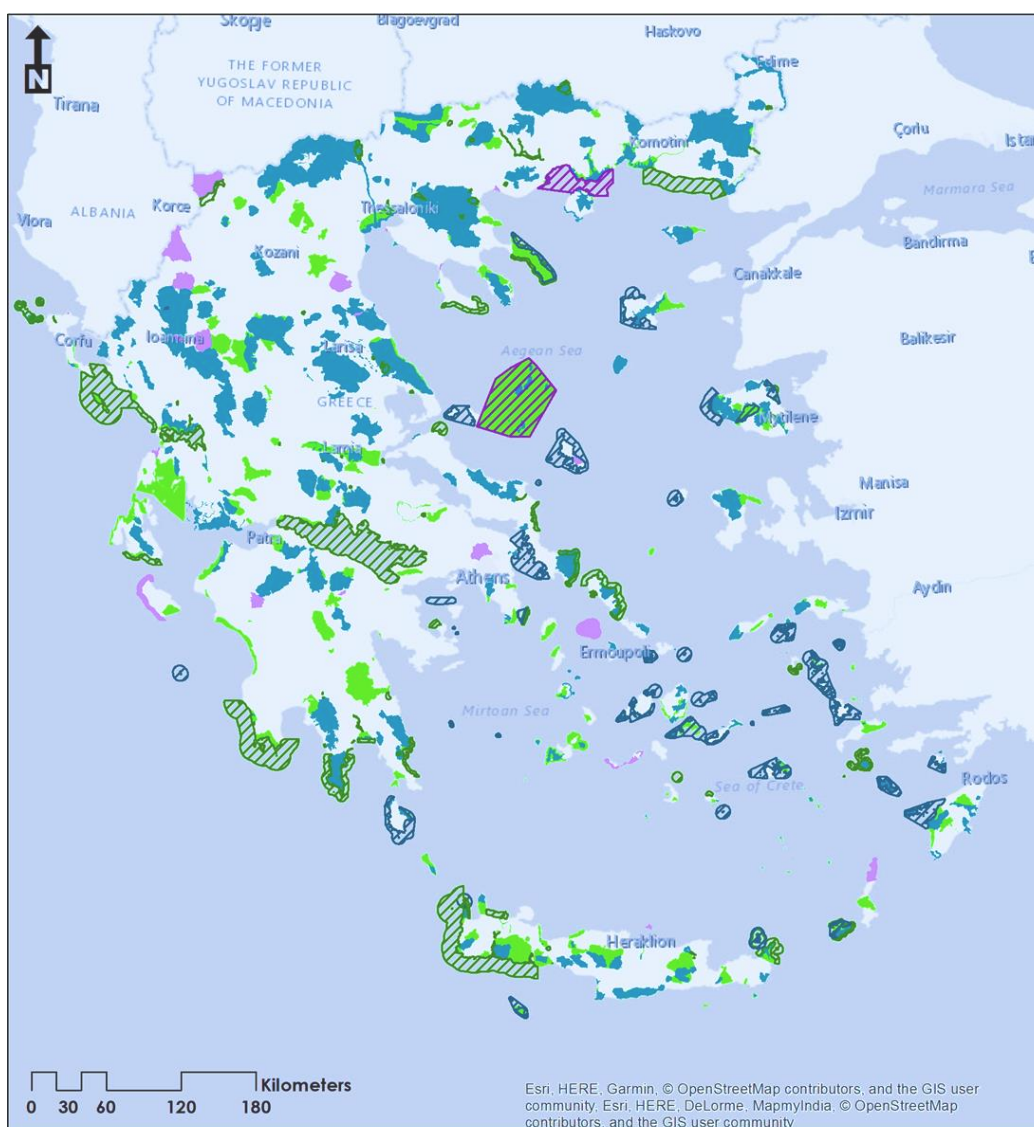 Skopje
Blagoevgrad
Haskovo
N
THE FORMER
YUGOSLAV REPUBLIC
OF MACEDONIA
Edirne
Tirana
Çorlu
Komotini
Marmara Sea
ALBANIA
Korce
Thessaloniki
Vlora
Bandırma
Kozani
Canakkale
Corfu
Ioannina
Larisa
Aegean Sea
Balikesir
GREECE
Mytilene
Lamia
Manisa
Izmir
Patra
Athens
Aydin
Ermoupoli
Mirtoan Sea
Sea of Crete
Rodos
Heraklion
Kilometers
0 30 60 120 180
Esri, HERE, Garmin, © OpenStreetMap contributors, and the GIS user
community, Esri, HERE, DeLorme, MapmyIndia, © OpenStreetMap
contributors, and the GIS user community